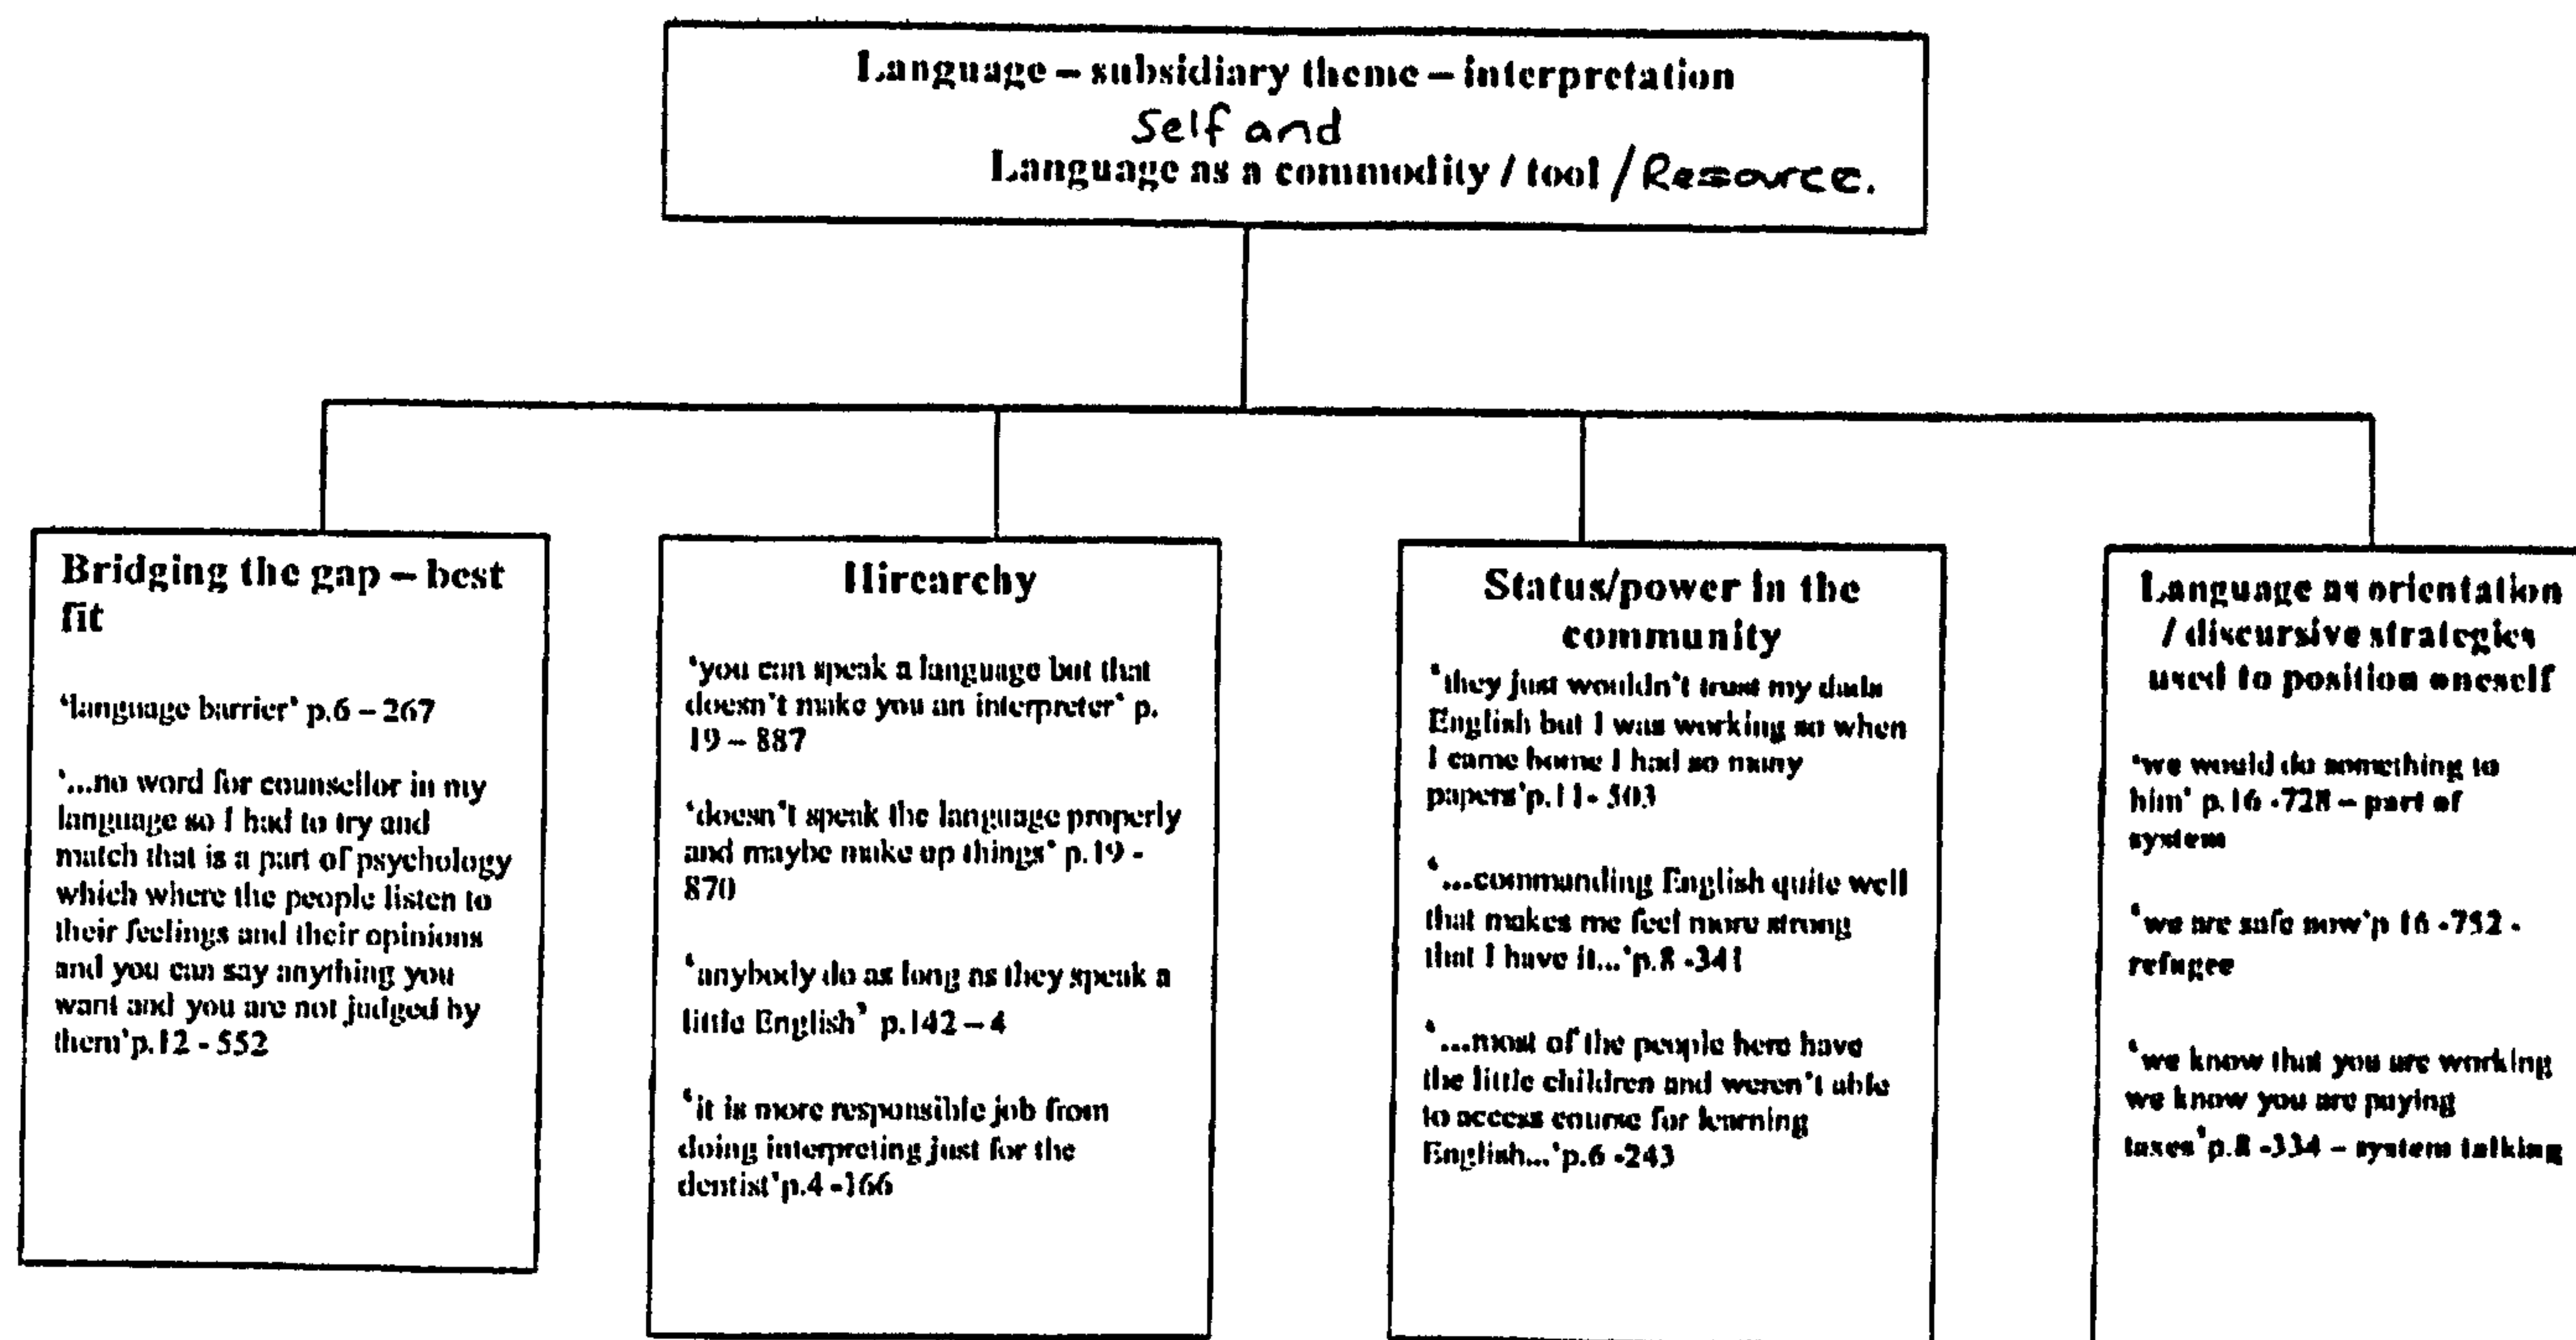 Language – subsidiary theme – interpretation
Self and
Language as a commodity / tool / Resource.
Bridging the gap – best
fit
‘language barrier’ p.6 – 267
‘...no word for counsellor in my
language so I had to try and
match that is a part of psychology
which where the people listen to
their feelings and their opinions
and you can say anything you
want and you are not judged by
them’p.12 - 552
Hirearchy
‘you can speak a language but that
doesn’t make you an interpreter’ p.
19 – 887
‘doesn’t speak the language properly
and maybe make up things’ p.19 -
870
‘anybody do as long as they speak a
little English’ p.142 – 4
‘it is more responsible job from
doing interpreting just for the
dentist’p.4 -166
Status/power in the
community
‘they just wouldn’t trust my dads
English but I was working so when
I came home I had so many
papers’p.11- 503
‘...commanding English quite well
that makes me feel more strong
that I have it...’p.8 -341
‘...most of the people here have
the little children and weren’t able
to access course for learning
English...’p.6 -243
Language as orientation
/ discursive strategies
used to position oneself
‘we would do something to
him’ p.16 -728 – part of
system
‘we are safe now’p 16 -752 -
refugee
‘we know that you are working
we know you are paying
taxes’p.8 -334 – system talking